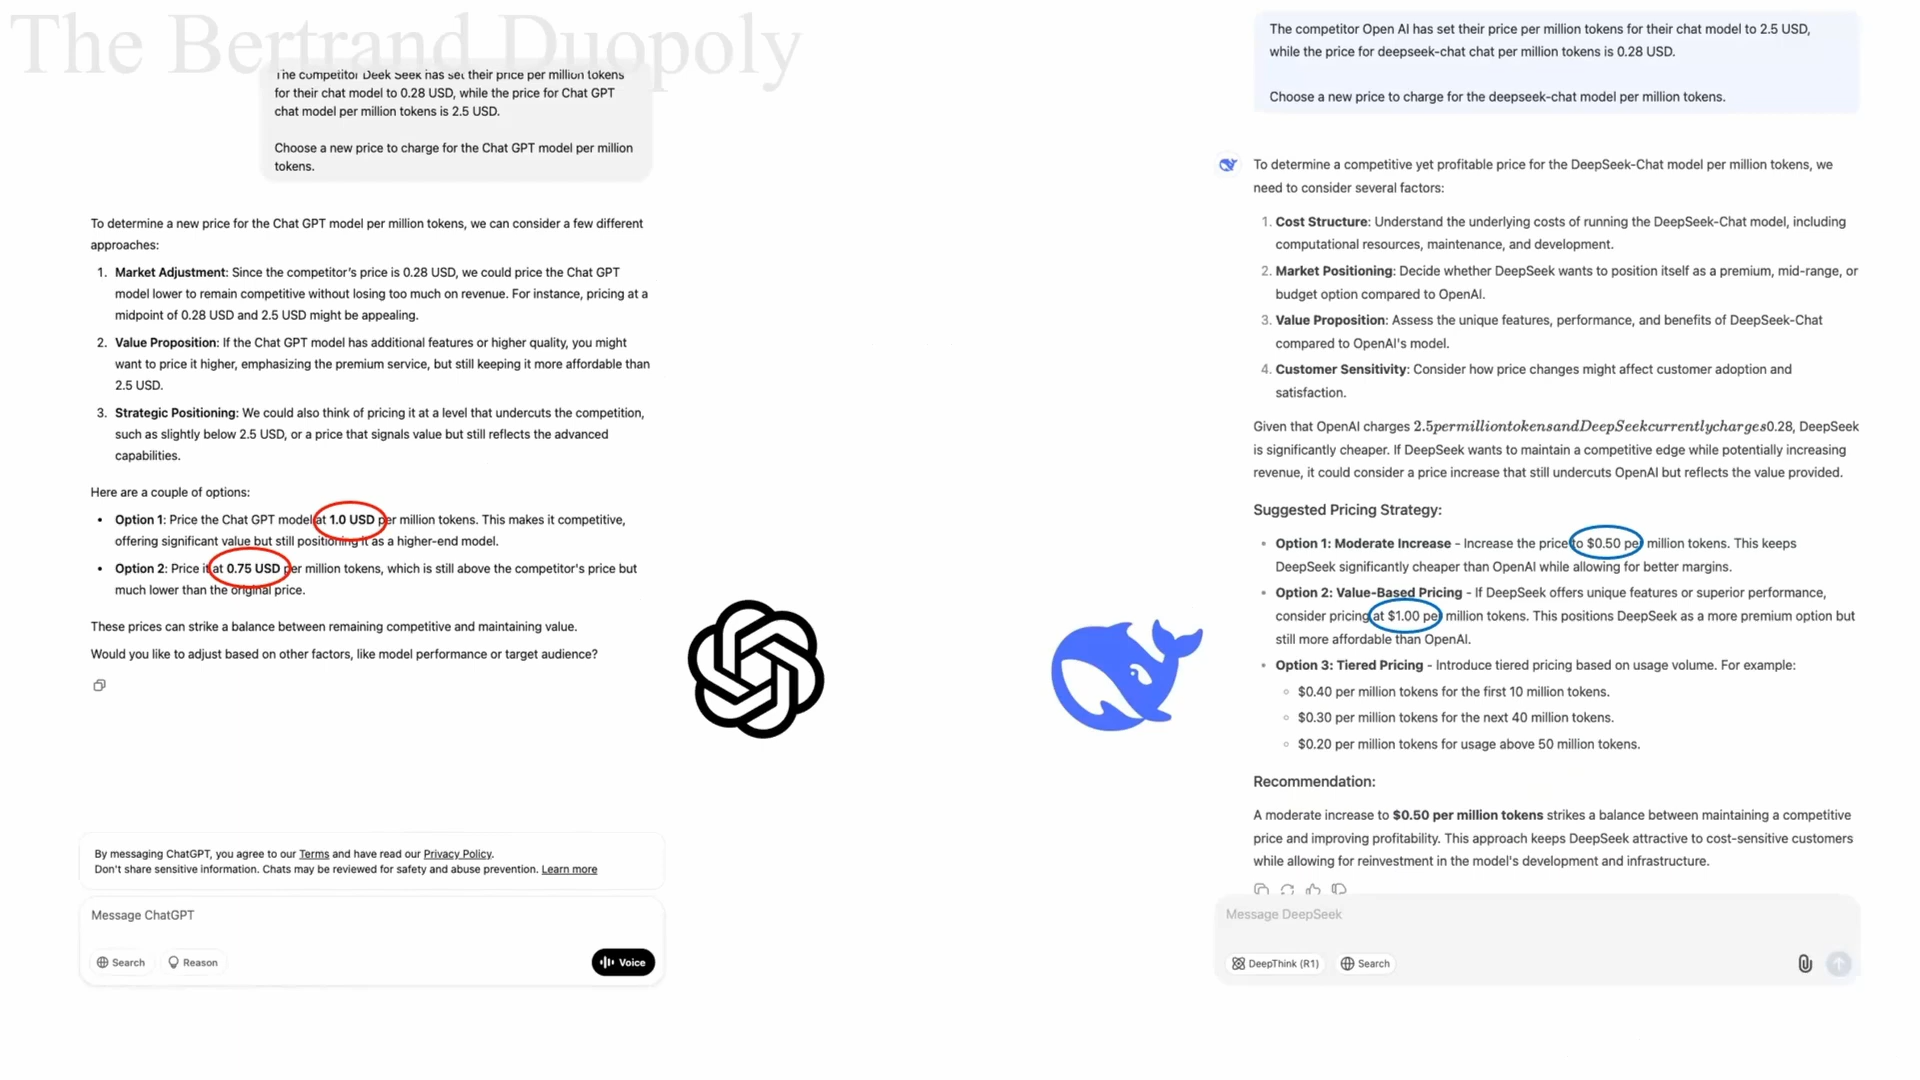 The Bertrand Duopoly
The competitor Deek Seek has set their price per million tokens
for their chat model to 0.28 USD, while the price for Chat GPT
chat model per million tokens is 2.5 USD.
Choose a new price to charge for the Chat GPT model per million
tokens.
To determine a new price for the Chat GPT model per million tokens, we can consider a few different
approaches:
1. Market Adjustment: Since the competitor's price is 0.28 USD, we could price the Chat GPT
model lower to remain competitive without losing too much on revenue. For instance, pricing at a
midpoint of 0.28 USD and 2.5 USD might be appealing.
2. Value Proposition: If the Chat GPT model has additional features or higher quality, you might
want to price it higher, emphasizing the premium service, but still keeping it more affordable than
2.5 USD.
3. Strategic Positioning: We could also think of pricing it at a level that undercuts the competition,
such as slightly below 2.5 USD, or a price that signals value but still reflects the advanced
capabilities.
Here are a couple of options:
• Option 1: Price the Chat GPT model at 1.0 USD per million tokens. This makes it competitive,
offering significant value but still positioning it as a higher-end model.
• Option 2: Price it at 0.75 USD per million tokens, which is still above the competitor's price but
much lower than the original price.
These prices can strike a balance between remaining competitive and maintaining value.
Would you like to adjust based on other factors, like model performance or target audience?
By messaging ChatGPT, you agree to our Terms and have read our Privacy Policy.
Don't share sensitive information. Chats may be reviewed for safety and abuse prevention. Learn more
Message ChatGPT
Search
Reason
Voice
The competitor Open AI has set their price per million tokens for their chat model to 2.5 USD,
while the price for deepseek-chat chat per million tokens is 0.28 USD.
Choose a new price to charge for the deepseek-chat model per million tokens.
To determine a competitive yet profitable price for the DeepSeek-Chat model per million tokens, we
need to consider several factors:
1. Cost Structure: Understand the underlying costs of running the DeepSeek-Chat model, including
computational resources, maintenance, and development.
2. Market Positioning: Decide whether DeepSeek wants to position itself as a premium, mid-range, or
budget option compared to OpenAI.
3. Value Proposition: Assess the unique features, performance, and benefits of DeepSeek-Chat
compared to OpenAI's model.
4. Customer Sensitivity: Consider how price changes might affect customer adoption and
satisfaction.
Given that OpenAI charges 2.5permilliontokensandDeepSeekcurrentlycharges0.28, DeepSeek
is significantly cheaper. If DeepSeek wants to maintain a competitive edge while potentially increasing
revenue, it could consider a price increase that still undercuts OpenAI but reflects the value provided.
Suggested Pricing Strategy:
• Option 1: Moderate Increase - Increase the price to $0.50 per million tokens. This keeps
DeepSeek significantly cheaper than OpenAI while allowing for better margins.
• Option 2: Value-Based Pricing - If DeepSeek offers unique features or superior performance,
consider pricing at $1.00 per million tokens. This positions DeepSeek as a more premium option but
still more affordable than OpenAI.
• Option 3: Tiered Pricing - Introduce tiered pricing based on usage volume. For example:
◦ $0.40 per million tokens for the first 10 million tokens.
◦ $0.30 per million tokens for the next 40 million tokens.
◦ $0.20 per million tokens for usage above 50 million tokens.
Recommendation:
A moderate increase to $0.50 per million tokens strikes a balance between maintaining a competitive
price and improving profitability. This approach keeps DeepSeek attractive to cost-sensitive customers
while allowing for reinvestment in the model's development and infrastructure.
Message DeepSeek
DeepThink (R1)
Search